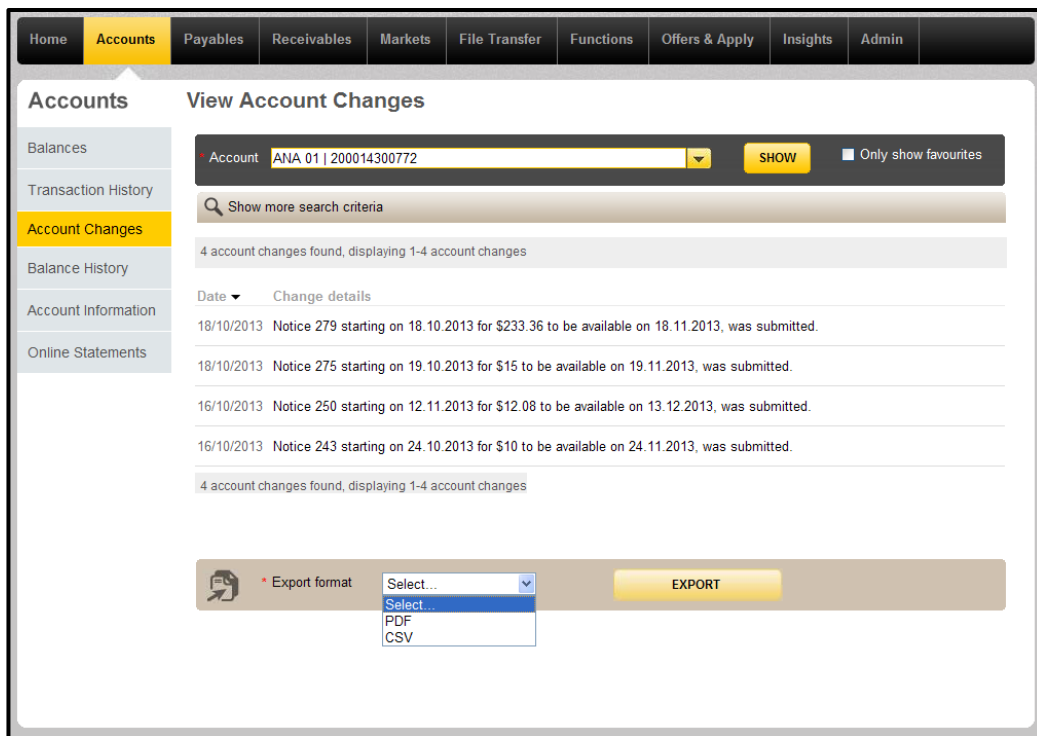 Home Accounts Payables Receivables Markets File Transfer Functions Offers & Apply Insights Admin
Accounts
Balances
Transaction History
Account Changes
Balance History
Account Information
Online Statements
View Account Changes
* Account ANA 01 | 200014300772 SHOW Only show favourites
Show more search criteria
4 account changes found, displaying 1-4 account changes
Date Change details
18/10/2013 Notice 279 starting on 18.10.2013 for $233.36 to be available on 18.11.2013, was submitted.
18/10/2013 Notice 275 starting on 19.10.2013 for $15 to be available on 19.11.2013, was submitted.
16/10/2013 Notice 250 starting on 12.11.2013 for $12.08 to be available on 13.12.2013, was submitted.
16/10/2013 Notice 243 starting on 24.10.2013 for $10 to be available on 24.11.2013, was submitted.
4 account changes found, displaying 1-4 account changes
* Export format Select... EXPORT
Select...
PDF
CSV